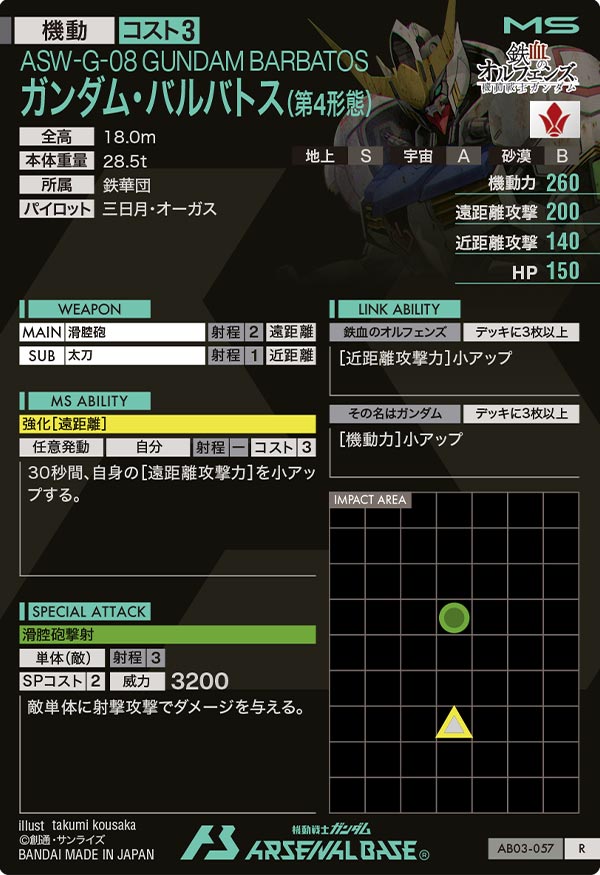 機動 コスト3 MS
ASW-G-08 GUNDAM BARBATOS
ガンダム・バルバトス(第4形態)
鉄血の
オルフェンズ
機動戦士ガンダム
全高 18.0m
本体重量 28.5t
所属 鉄華団
パイロット 三日月・オーガス
地上 S 宇宙 A 砂漠 B
機動力 260
遠距離攻撃 200
近距離攻撃 140
HP 150
WEAPON
MAIN 滑腔砲 射程 2 遠距離
SUB 太刀 射程 1 近距離
MS ABILITY
強化[遠距離]
任意発動 自分 射程 ー コスト 3
30秒間、自身の[遠距離攻撃力]を小アッ
プする。
SPECIAL ATTACK
滑腔砲撃射
単体(敵) 射程 3
SPコスト 2 威力 3200
敵単体に射撃攻撃でダメージを与える。
LINK ABILITY
鉄血のオルフェンズ デッキに3枚以上
[近距離攻撃力]小アップ
その名はガンダム デッキに3枚以上
[機動力]小アップ
IMPACT AREA
illust takumi kousaka
©創通・サンライズ
BANDAI MADE IN JAPAN
機動戦士ガンダム
ARSENAL BASE®
AB03-057 R